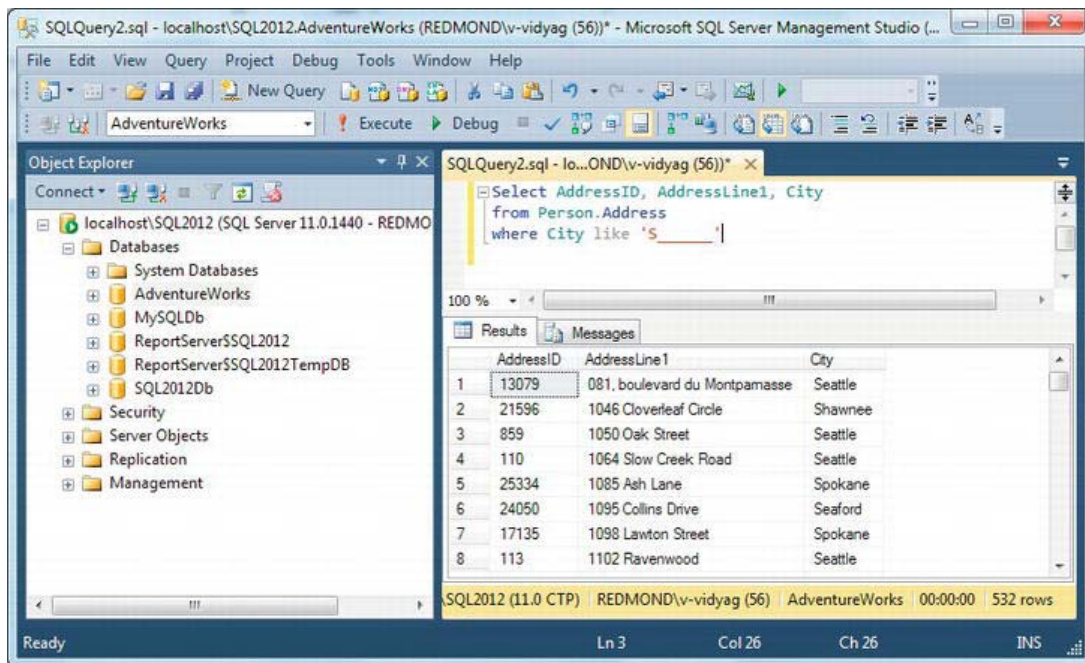 SQLQuery2.sql - localhost\SQL2012.AdventureWorks (REDMOND\v-vidyag (56))* - Microsoft SQL Server Management Studio (...
File Edit View Query Project Debug Tools Window Help
New Query
AdventureWorks Execute Debug
Object Explorer
Connect
localhost\SQL2012 (SQL Server 11.0.1440 - REDMO
Databases
System Databases
AdventureWorks
MySQLDb
ReportServer$SQL2012
ReportServer$SQL2012TempDB
SQL2012Db
Security
Server Objects
Replication
Management
SQLQuery2.sql - lo...OND\v-vidyag (56))*
Select AddressID, AddressLine1, City
from Person.Address
where City like 'S______'
100 %
Results Messages
AddressID AddressLine1 City
1 13079 081, boulevard du Montparnasse Seattle
2 21596 1046 Cloverleaf Circle Shawnee
3 859 1050 Oak Street Seattle
4 110 1064 Slow Creek Road Seattle
5 25334 1085 Ash Lane Spokane
6 24050 1095 Collins Drive Seaford
7 17135 1098 Lawton Street Spokane
8 113 1102 Ravenwood Seattle
\SQL2012 (11.0 CTP) REDMOND\v-vidyag (56) AdventureWorks 00:00:00 532 rows
Ready Ln 3 Col 26 Ch 26 INS